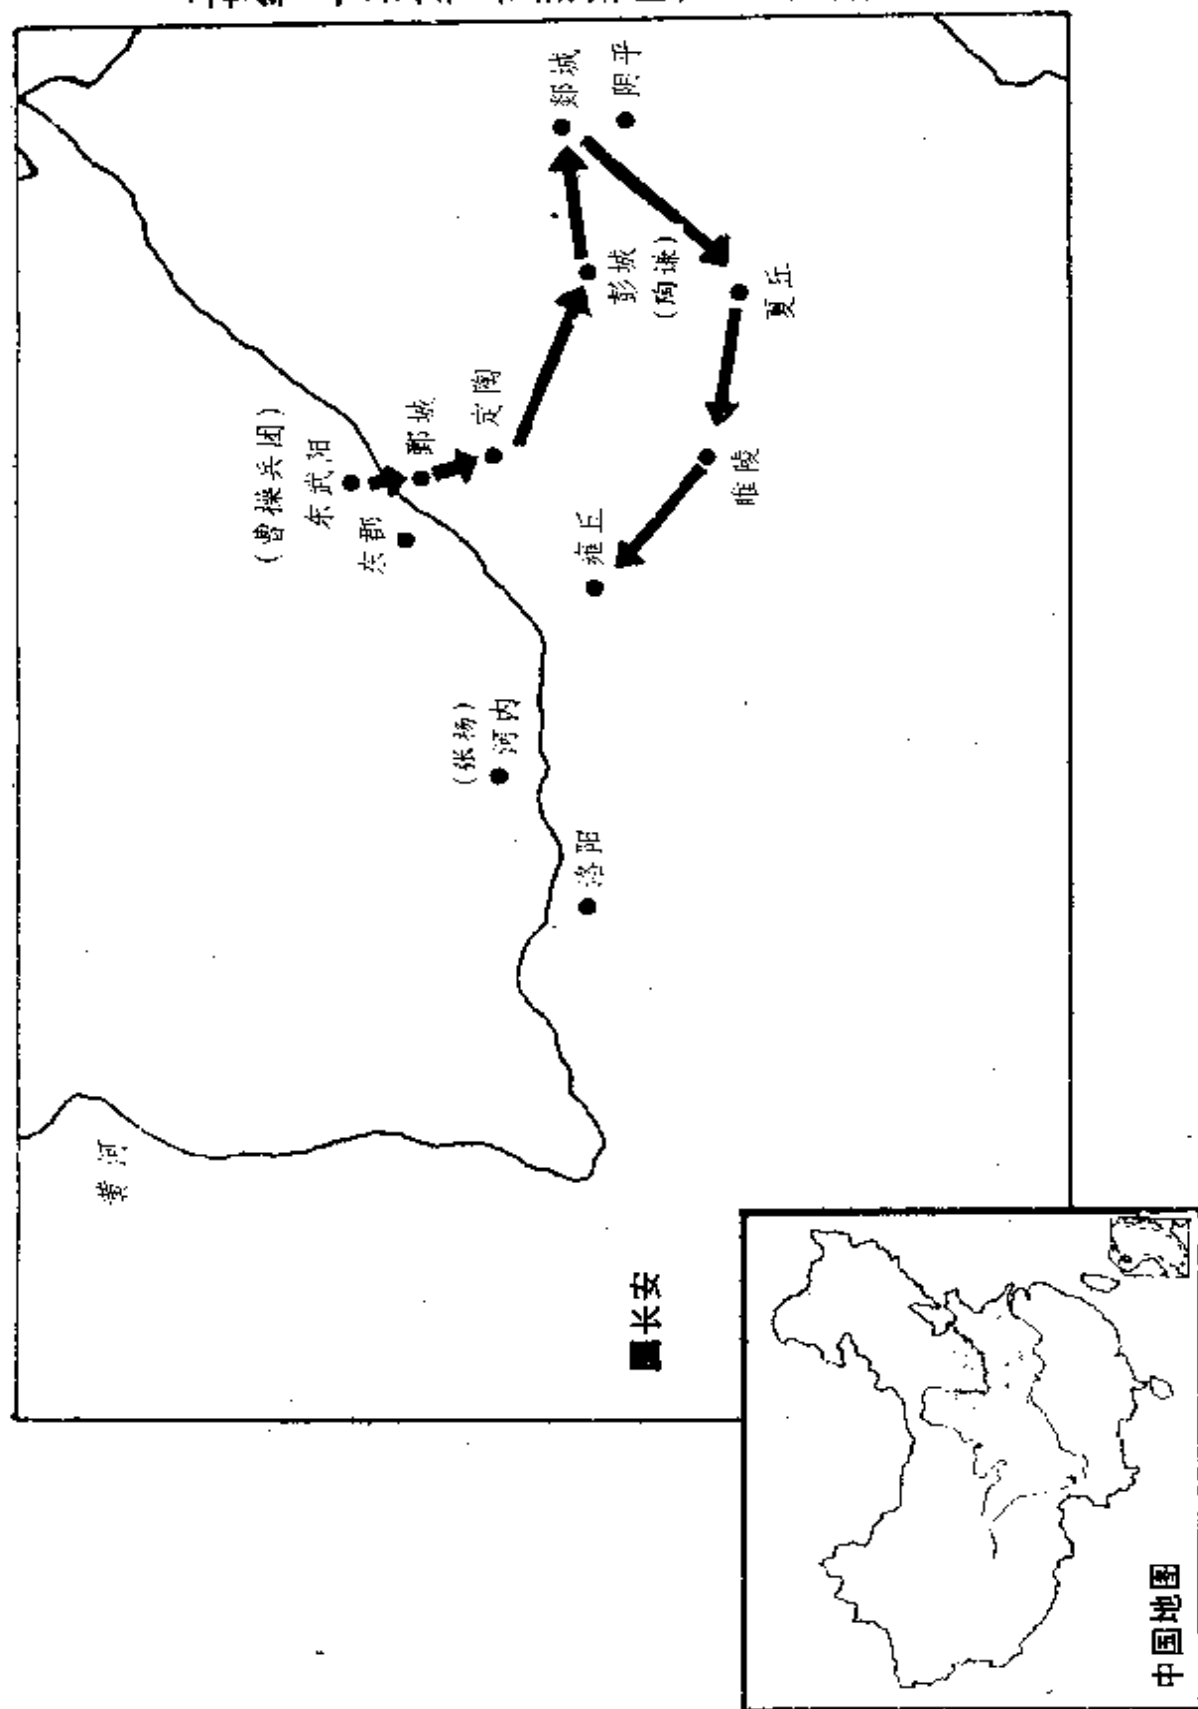 郯城
阴平
彭城
(陶谦)
夏丘
定陶
鄄城
(曹操兵团)
东武阳
东郡
睢陵
雍丘
(张杨)
河内
洛阳
黄河
长安
中国地图